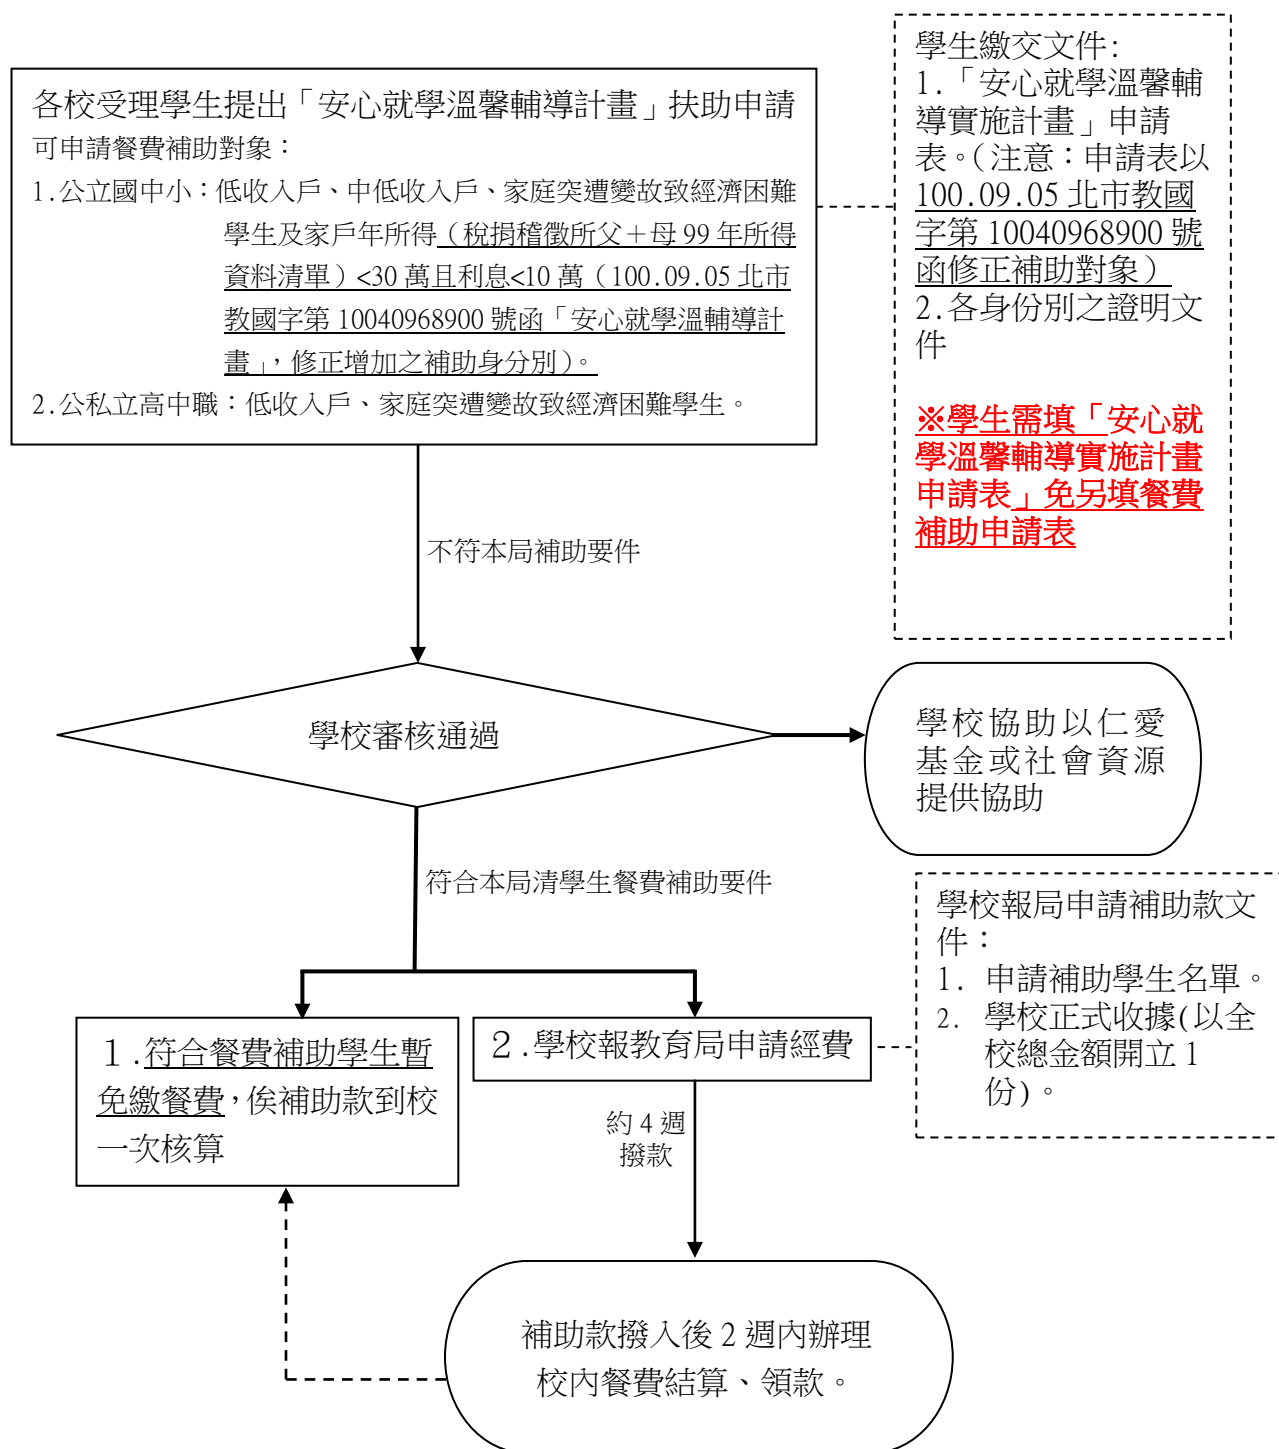 各校受理學生提出「安心就學溫馨輔導計畫」扶助申請
可申請餐費補助對象：
1.公立國中小：低收入戶、中低收入戶、家庭突遭變故致經濟困難
學生及家戶年所得（稅捐稽徵所父＋母 99 年所得
資料清單）<30 萬且利息<10 萬（100.09.05 北市
教國字第 10040968900 號函「安心就學溫輔導計
畫」，修正增加之補助身分別）。
2.公私立高中職：低收入戶、家庭突遭變故致經濟困難學生。
學生繳交文件:
1.「安心就學溫馨輔
導實施計畫」申請
表。（注意：申請表以
100.09.05 北市教國
字第 10040968900 號
函修正補助對象）
2.各身份別之證明文
件
※學生需填「安心就
學溫馨輔導實施計畫
申請表」免另填餐費
補助申請表
不符本局補助要件
學校審核通過
學校協助以仁愛
基金或社會資源
提供協助
符合本局清學生餐費補助要件
學校報局申請補助款文
件：
1. 申請補助學生名單。
2. 學校正式收據(以全
校總金額開立 1
份)。
１.符合餐費補助學生暫
免繳餐費，俟補助款到校
一次核算
２.學校報教育局申請經費
約 4 週
撥款
補助款撥入後 2 週內辦理
校內餐費結算、領款。